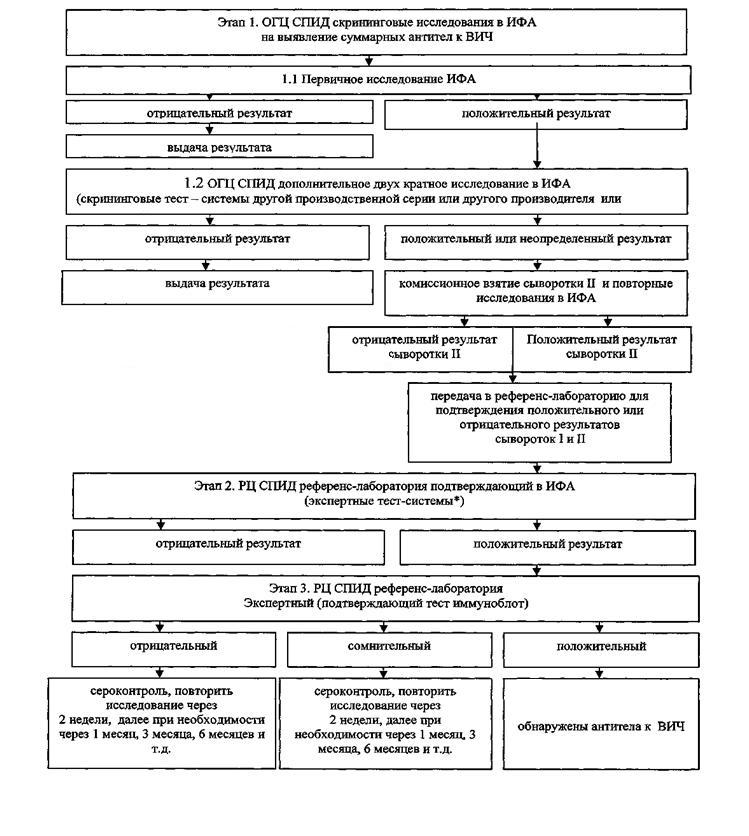 Этап 1. ОГЦ СПИД скрининговые исследования в ИФА
на выявление суммарных антител к ВИЧ
1.1 Первичное исследование ИФА
отрицательный результат
положительный результат
выдача результата
1.2 ОГЦ СПИД дополнительное двух кратное исследование в ИФА
(скрининговые тест – системы другой производственной серии или другого производителя или
отрицательный результат
положительный или неопределенный результат
выдача результата
комиссионное взятие сыворотки II и повторные
исследования в ИФА
отрицательный результат
сыворотки II
Положительный результат
сыворотки II
передача в референс-лабораторию для
подтверждения положительного или
отрицательного результатов
сывороток I и II
Этап 2. РЦ СПИД референс-лаборатория подтверждающий в ИФА
(экспертные тест-системы*)
отрицательный результат
положительный результат
Этап 3. РЦ СПИД референс-лаборатория
Экспертный (подтверждающий тест иммуноблот)
отрицательный
сомнительный
положительный
сероконтроль, повторить
исследование через
2 недели, далее при необходимости
через 1 месяц, 3 месяца, 6 месяцев и
т.д.
сероконтроль, повторить
исследование через
2 недели, далее при
необходимости через 1 месяц, 3
месяца, 6 месяцев и т.д.
обнаружены антитела к ВИЧ